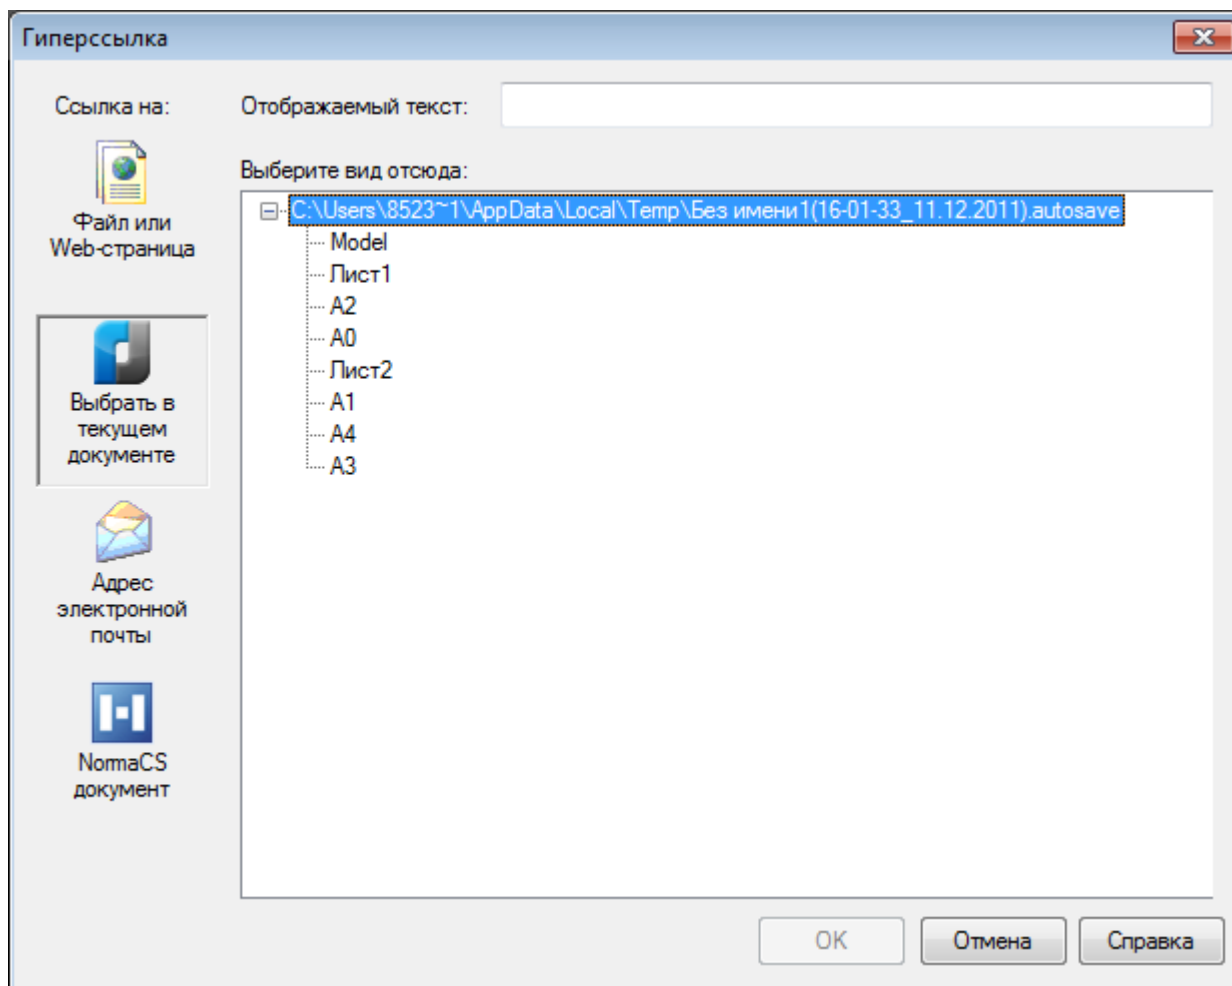 Гиперссылка
Ссылка на:
Отображаемый текст:
Файл или
Web-страница
Выбрать в
текущем
документе
Адрес
электронной
почты
NormaCS
документ
Выберите вид отсюда:
C:\Users\8523~1\AppData\Local\Temp\Без имени1(16-01-33_11.12.2011).autosave
Model
Лист1
A2
A0
Лист2
A1
A4
A3
OK
Отмена
Справка